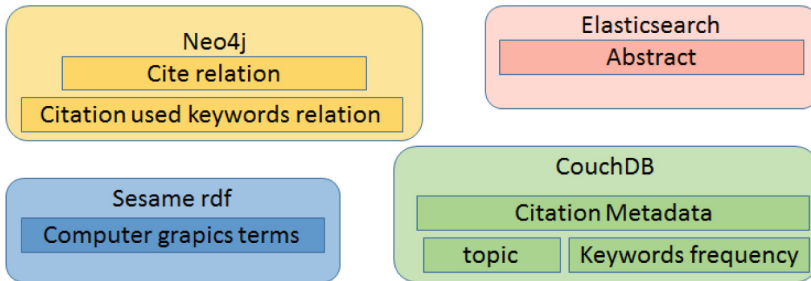 Neo4j
Cite relation
Citation used keywords relation
Elasticsearch
Abstract
Sesame rdf
Computer grapics terms
CouchDB
Citation Metadata
topic
Keywords frequency